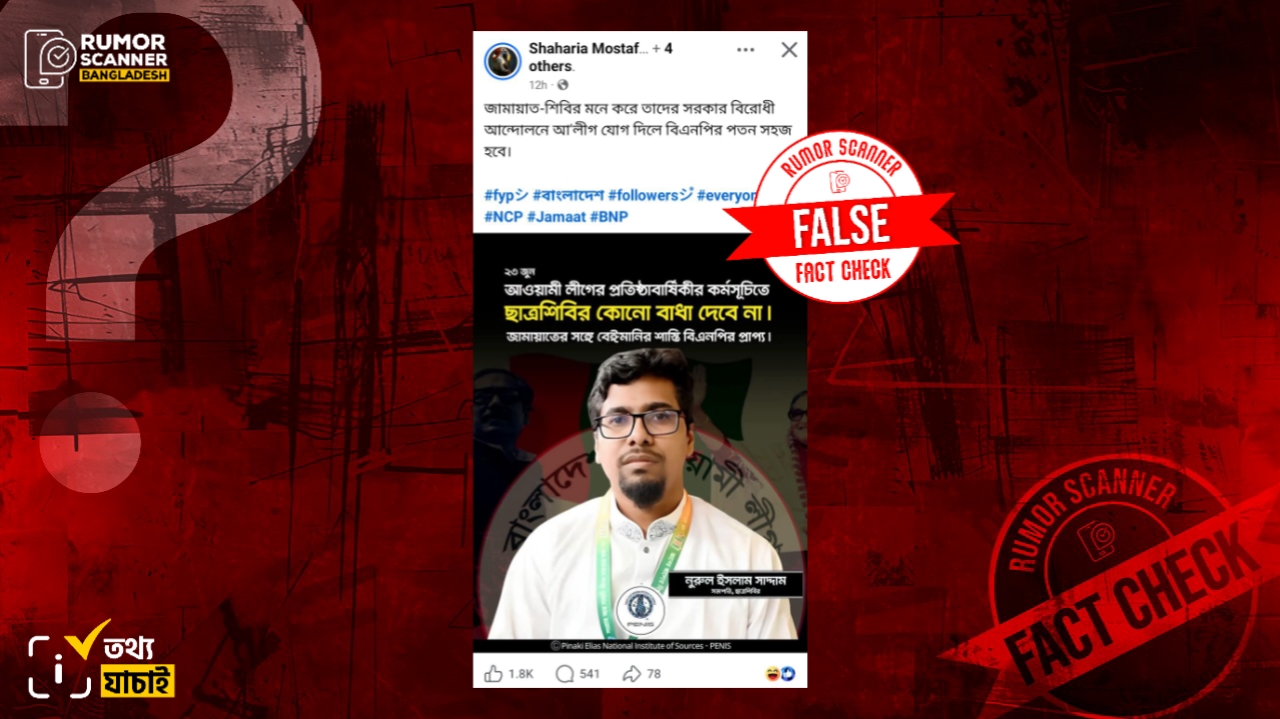 RUMOR
SCANNER
BANGLADESH
Shaharia Mostaf... + 4
others.
12h
জামায়াত-শিবির মনে করে তাদের সরকার বিরোধী
আন্দোলনে আ'লীগ যোগ দিলে বিএনপির পতন সহজ
হবে।
#fypシ #বাংলাদেশ #followersジ #everyon
#NCP #Jamaat #BNP
RUMOR SCANNER
FALSE
FACT CHECK
২৩ জুন
আওয়ামী লীগের প্রতিষ্ঠাবার্ষিকীর কর্মসূচিতে
ছাত্রশিবির কোনো বাধা দেবে না।
জামায়াতের সঙ্গে বেইমানির শাস্তি বিএনপির প্রাপ্য।
নুরুল ইসলাম সাদ্দাম
সভাপতি, ছাত্রশিবির
PENIS
©Pinaki Elias National Institute of Sources - PENIS
1.8K 541 78
RUMOR SCANNER
FACT CHECK
তথ্য
যাচাই